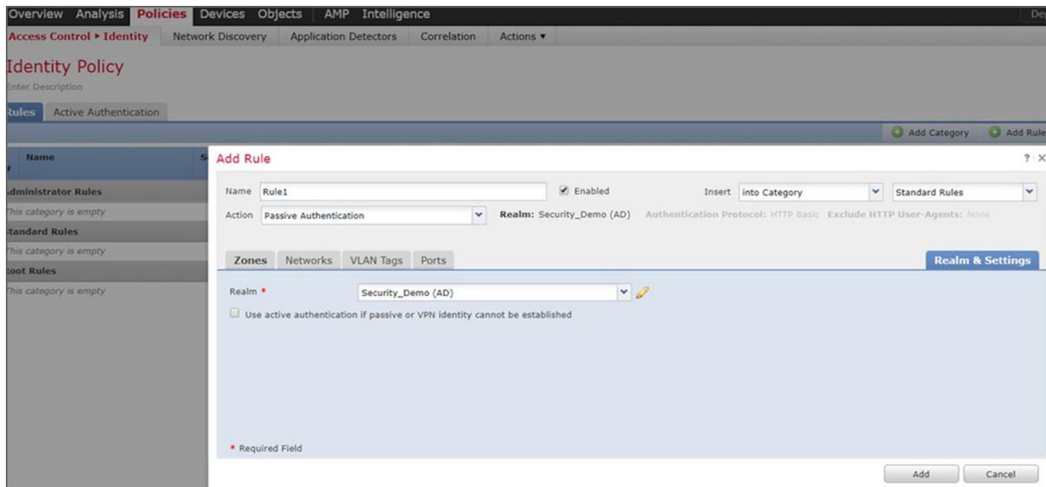 Overview Analysis Policies Devices Objects AMP Intelligence
Access Control ▸ Identity Network Discovery Application Detectors Correlation Actions ▼
Identity Policy
Enter Description
Rules Active Authentication
Add Category Add Rule
Name
Add Rule ? X
Administrator Rules
This category is empty
Standard Rules
This category is empty
Root Rules
This category is empty
Name Rule1 Enabled Insert into Category Standard Rules
Action Passive Authentication Realm: Security_Demo (AD) Authentication Protocol: HTTP Basic Exclude HTTP User-Agents: None
Zones Networks VLAN Tags Ports Realm & Settings
Realm * Security_Demo (AD)
Use active authentication if passive or VPN identity cannot be established
* Required Field
Add Cancel